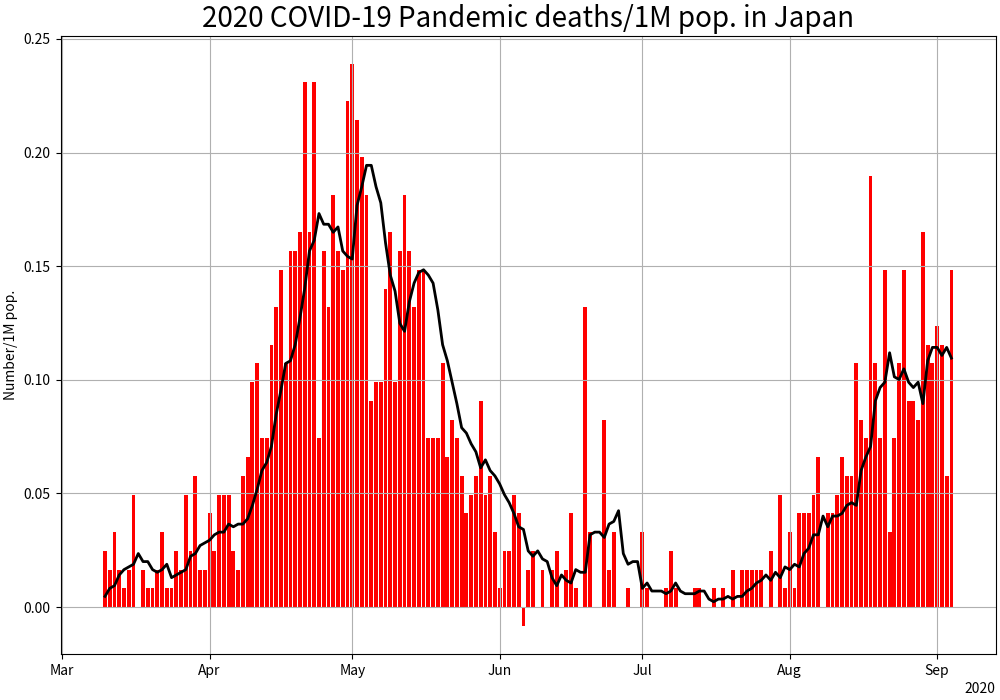 2020 COVID-19 Pandemic deaths/1M pop. in Japan
Number/1M pop.
0.25
0.20
0.15
0.10
0.05
0.00
Mar Apr May Jun Jul Aug Sep
2020